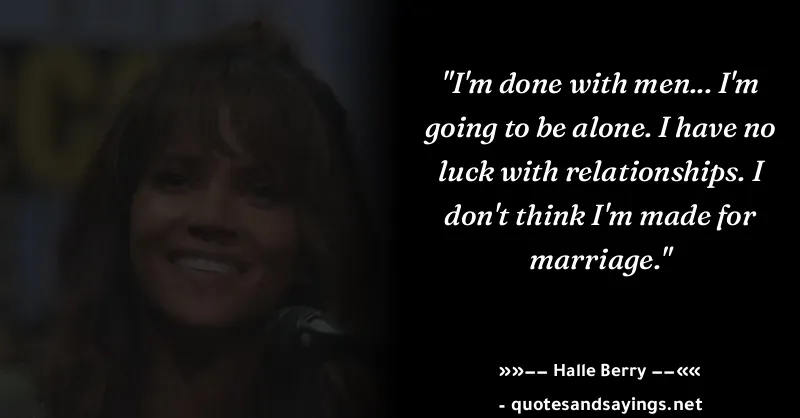 "I'm done with men... I'm
going to be alone. I have no
luck with relationships. I
don't think I'm made for
marriage."
»»−− Halle Berry −−««
- quotesandsayings.net